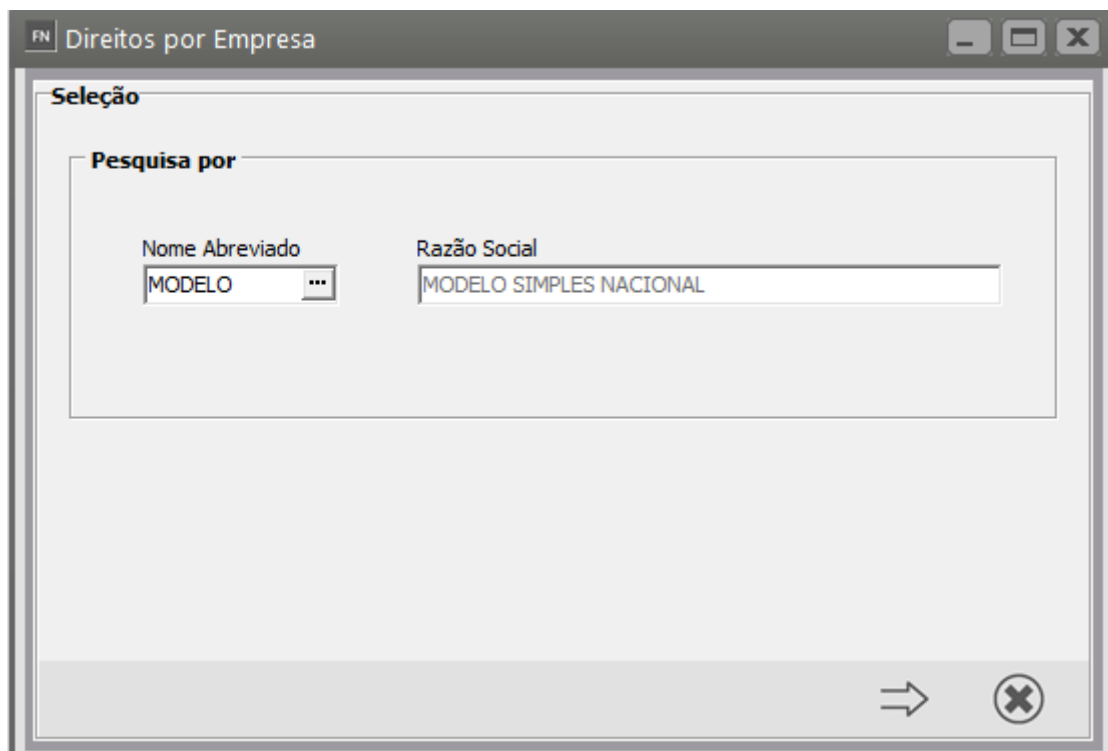 FN Direitos por Empresa
Seleção
Pesquisa por
Nome Abreviado Razão Social
MODELO ... MODELO SIMPLES NACIONAL